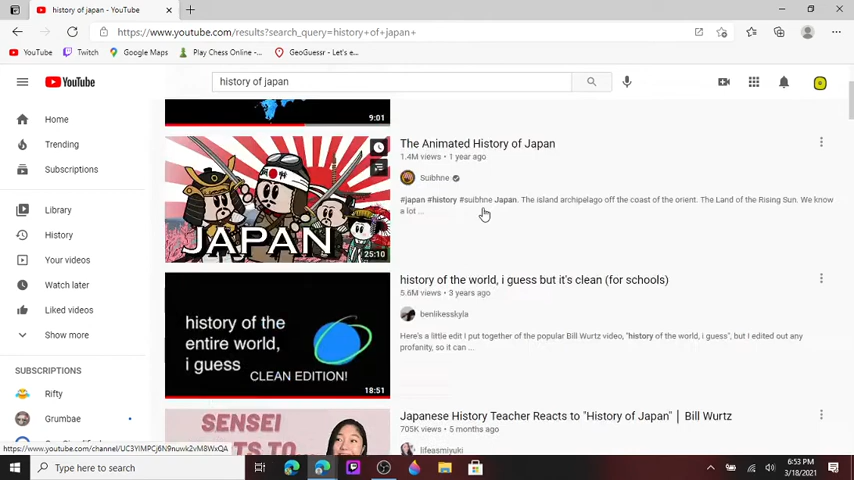 history of japan - YouTube
https://www.youtube.com/results?search_query=history+of+japan+
YouTube
Twitch
Google Maps
Play Chess Online -...
GeoGuessr - Let's e...
YouTube
history of japan
9:01
Home
Trending
Subscriptions
Library
History
Your videos
Watch later
Liked videos
Show more
SUBSCRIPTIONS
Rifty
Grumbae
JAPAN
25:10
The Animated History of Japan
1.4M views • 1 year ago
Suibhne
#japan #history #suibhne Japan. The island archipelago off the coast of the orient. The Land of the Rising Sun. We know
a lot ...
history of the
entire world,
i guess
CLEAN EDITION!
18:51
history of the world, i guess but it's clean (for schools)
5.6M views • 3 years ago
benlikesskyla
Here's a little edit I put together of the popular Bill Wurtz video, "history of the world, i guess", but I edited out any
profanity, so it can ...
SENSEI
Japanese History Teacher Reacts to "History of Japan" | Bill Wurtz
705K views • 5 months ago
lifeasmiyuki
Type here to search
6:53 PM
3/18/2021